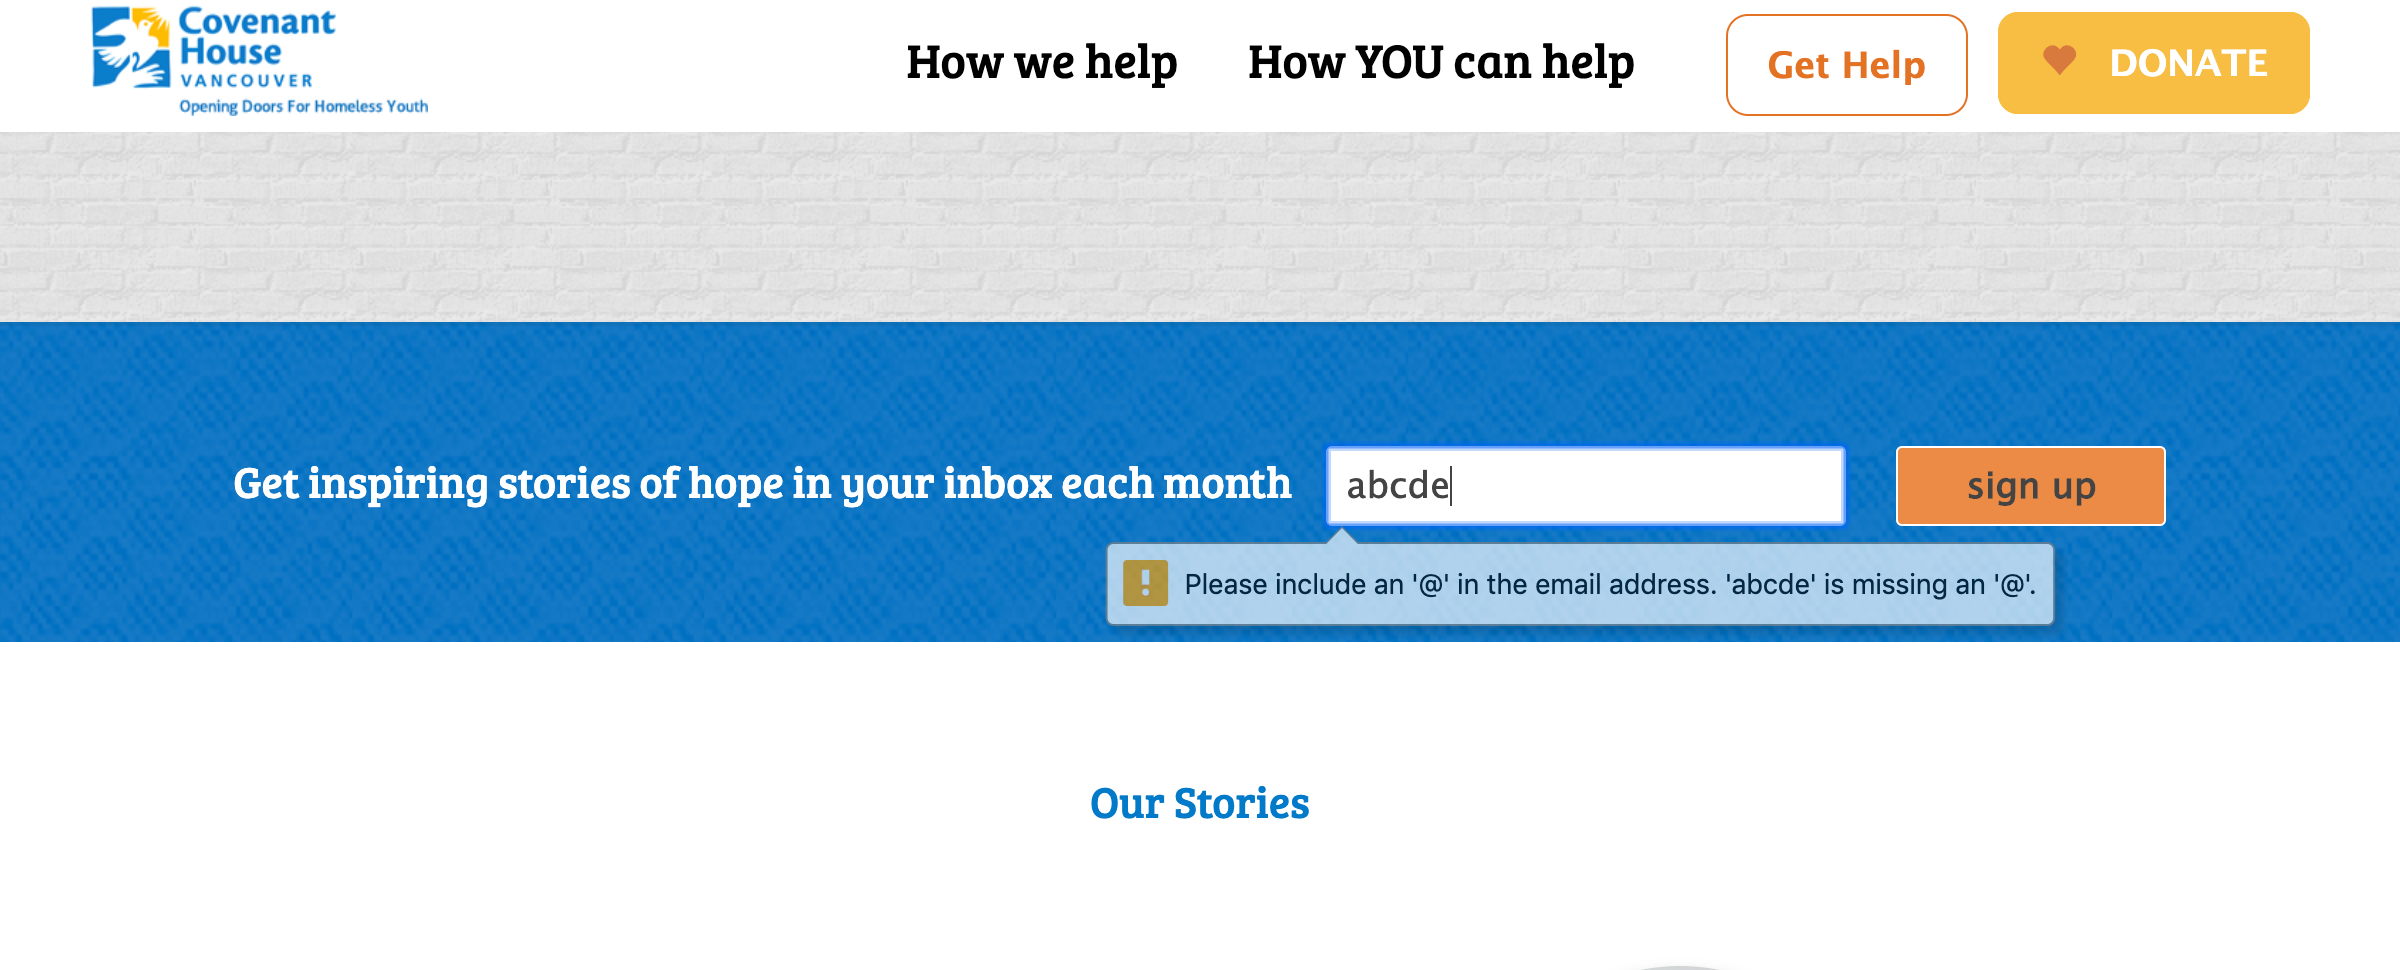 Covenant
House
VANCOUVER
Opening Doors For Homeless Youth
How we help
How YOU can help
Get Help
DONATE
Get inspiring stories of hope in your inbox each month
abcde
sign up
Please include an '@' in the email address. 'abcde' is missing an '@'.
Our Stories